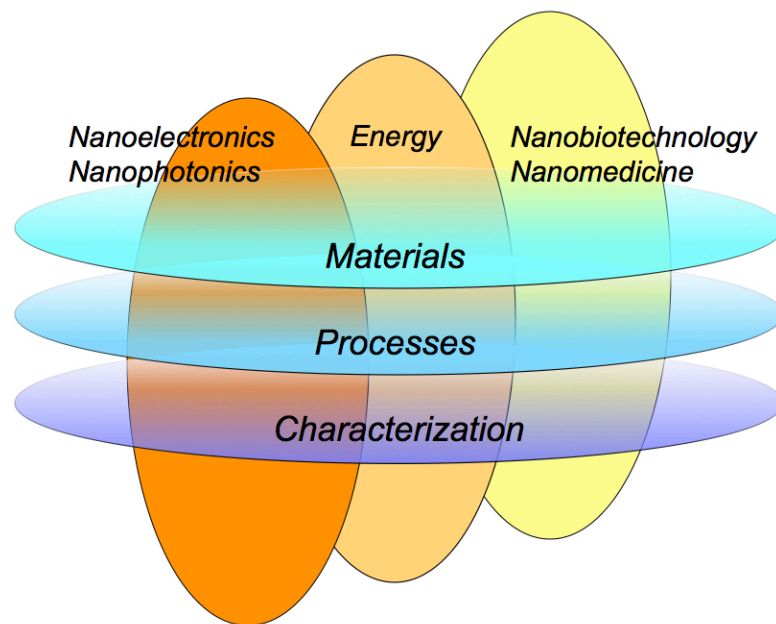 Nanoelectronics
Nanophotonics
Energy
Nanobiotechnology
Nanomedicine
Materials
Processes
Characterization